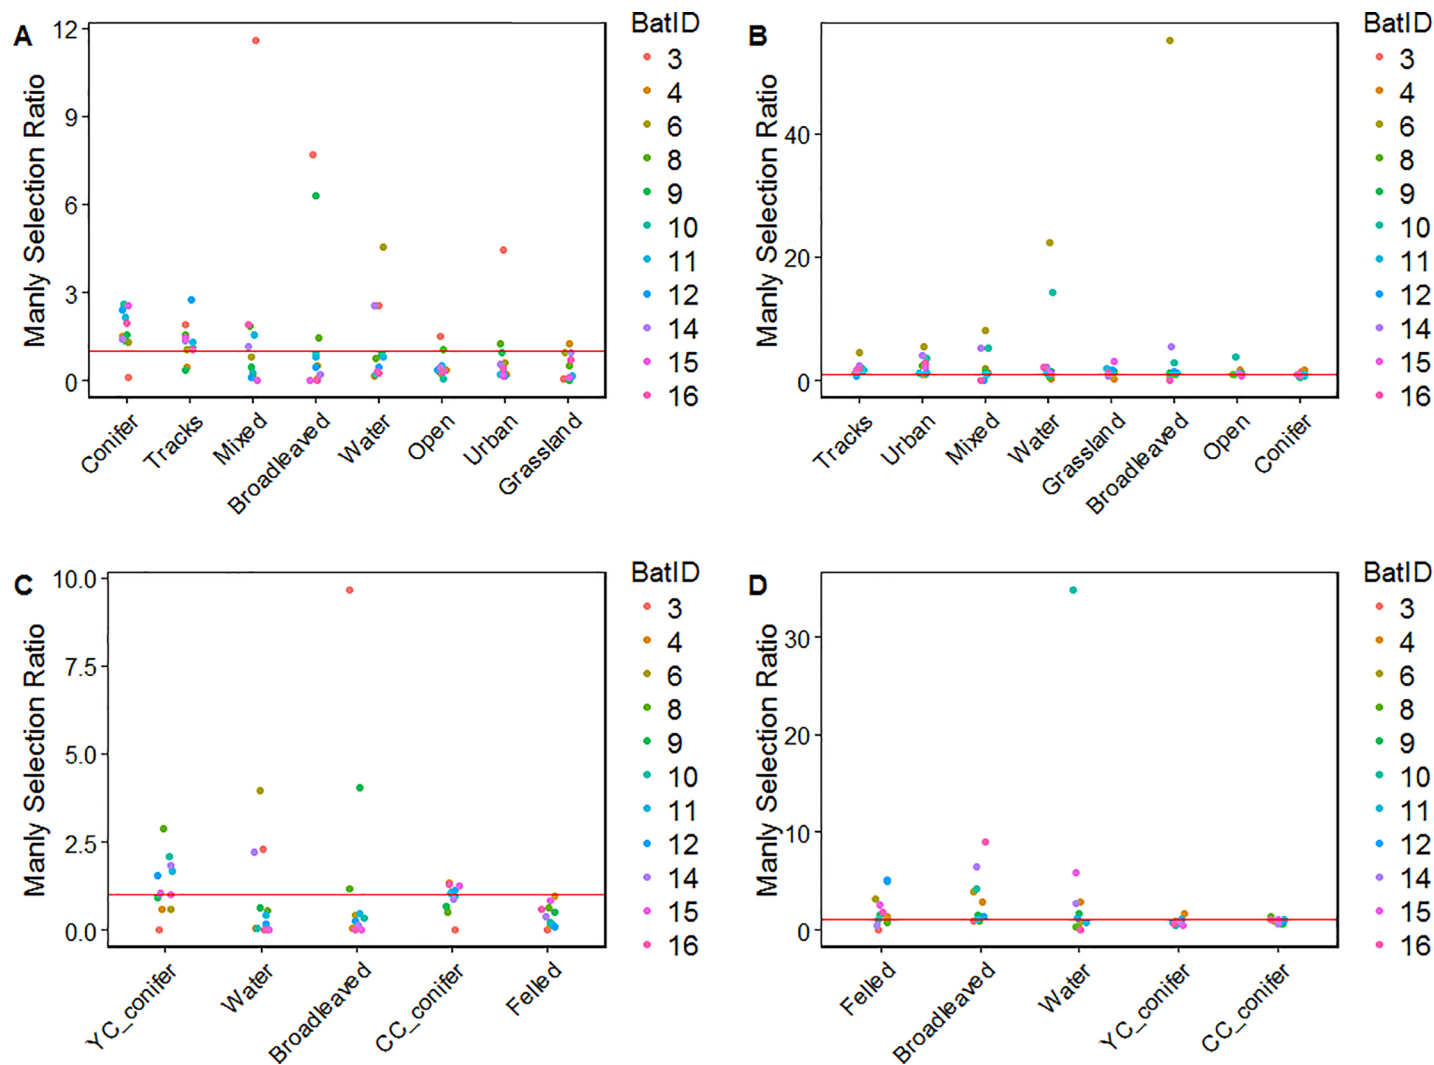 A
Manly Selection Ratio
12
9
6
3
0
Conifer
Tracks
Mixed
Broadleaved
Water
Open
Urban
Grassland
BatID
3
4
6
8
9
10
11
12
14
15
16
B
Manly Selection Ratio
40
20
0
Tracks
Urban
Mixed
Water
Grassland
Broadleaved
Open
Conifer
BatID
3
4
6
8
9
10
11
12
14
15
16
C
Manly Selection Ratio
10.0
7.5
5.0
2.5
0.0
YC_conifer
Water
Broadleaved
CC_conifer
Felled
BatID
3
4
6
8
9
10
11
12
14
15
16
D
Manly Selection Ratio
30
20
10
0
Felled
Broadleaved
Water
YC_conifer
CC_conifer
BatID
3
4
6
8
9
10
11
12
14
15
16